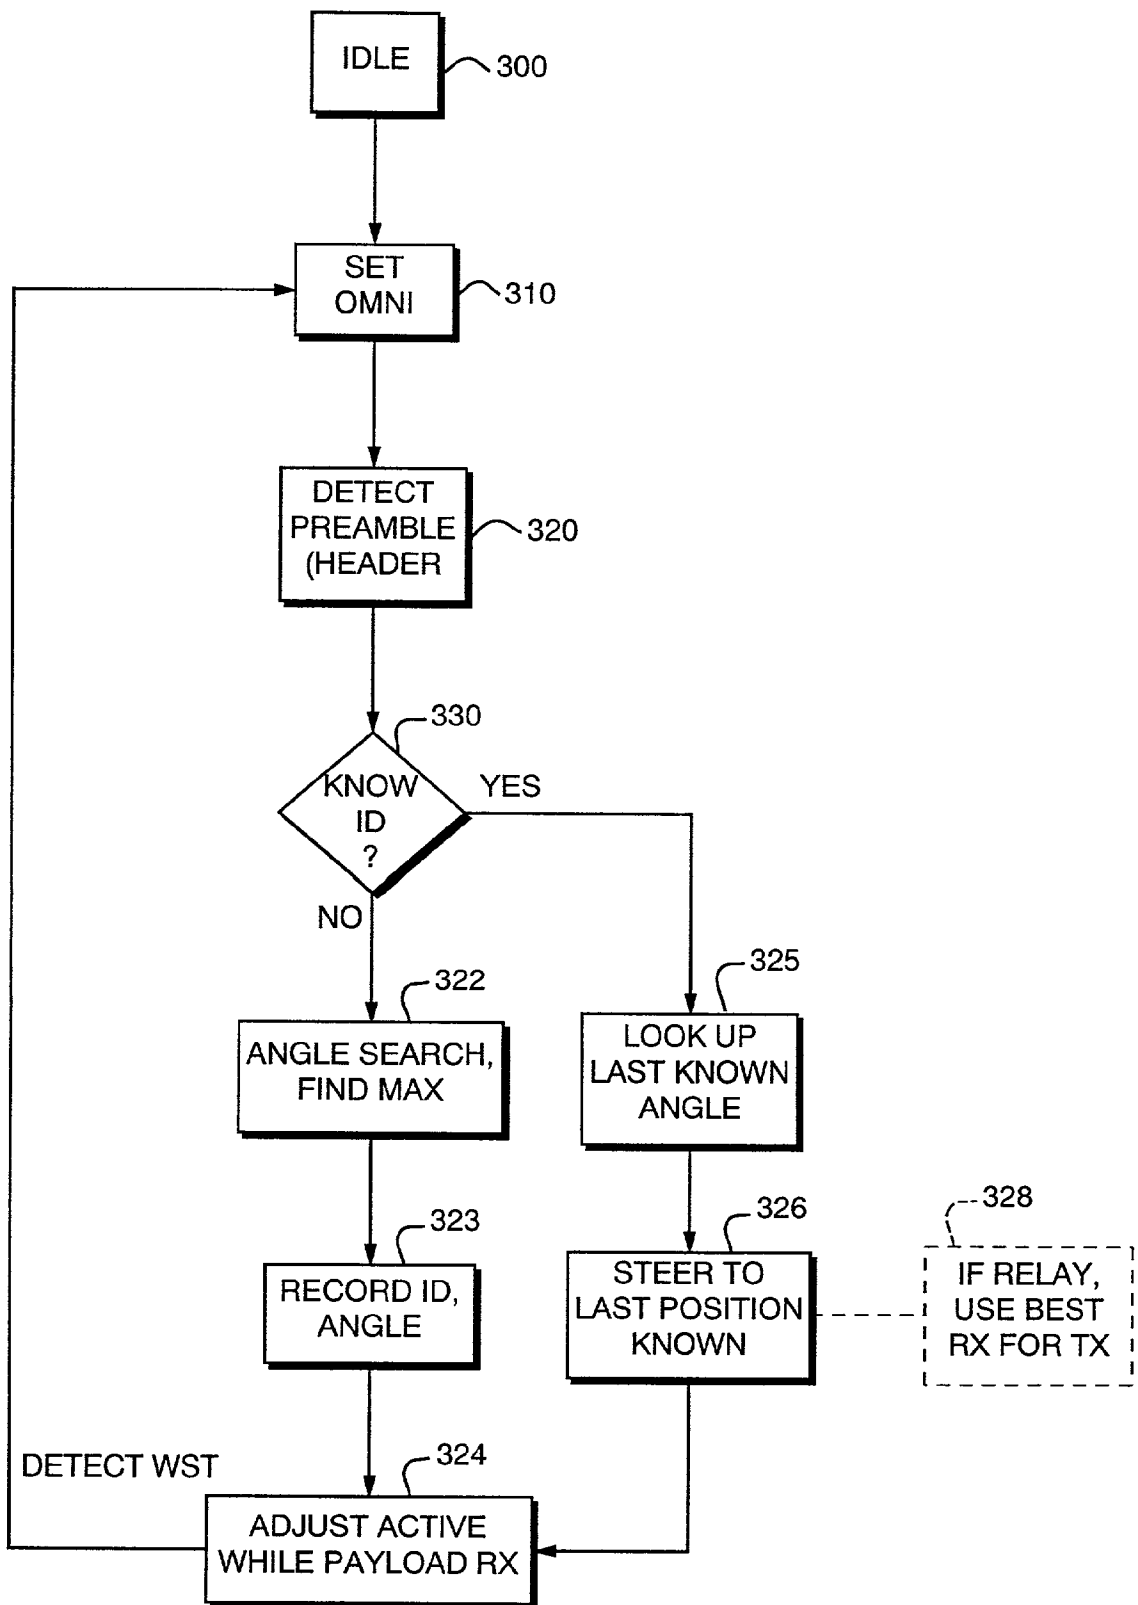 IDLE
300
SET
OMNI
310
DETECT
PREAMBLE
(HEADER
320
330
KNOW
ID
?
YES
NO
322
ANGLE SEARCH,
FIND MAX
325
LOOK UP
LAST KNOWN
ANGLE
323
RECORD ID,
ANGLE
326
STEER TO
LAST POSITION
KNOWN
328
IF RELAY,
USE BEST
RX FOR TX
DETECT WST
324
ADJUST ACTIVE
WHILE PAYLOAD RX